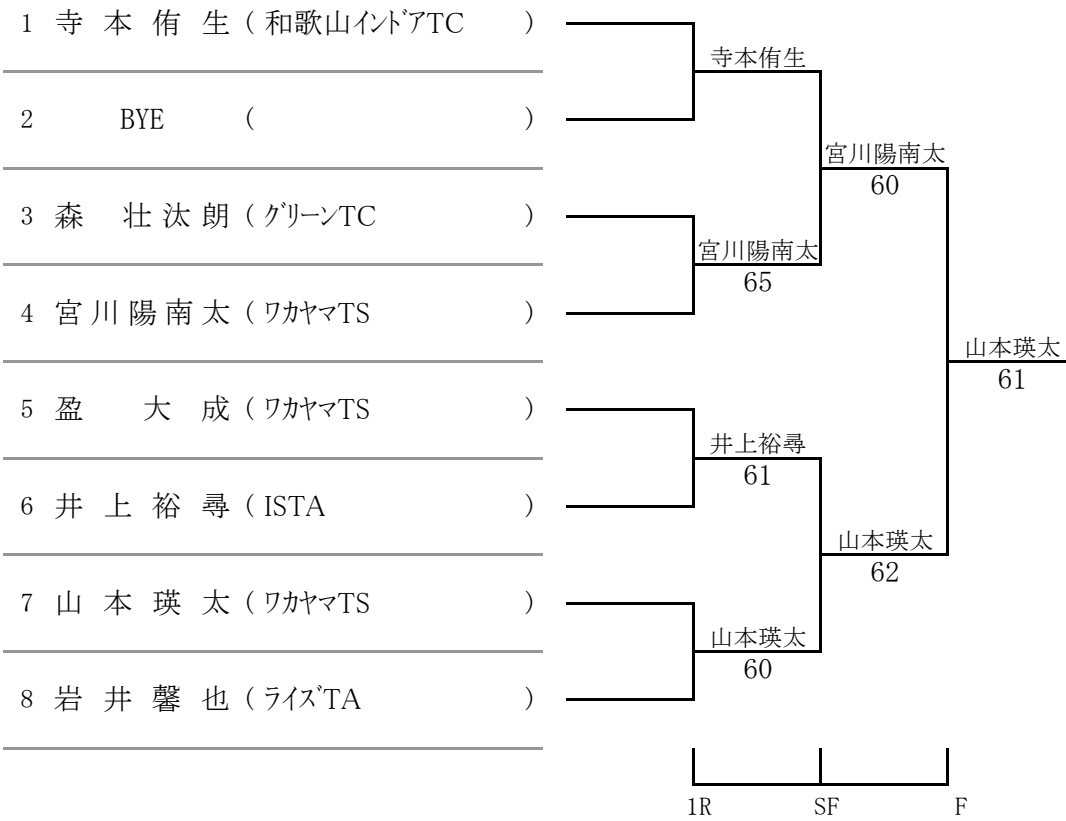 1 寺本侑生 (和歌山インドアTC)
寺本侑生
2 BYE ( )
宮川陽南太
60
3 森 壮汰朗 (グリーンTC)
宮川陽南太
65
4 宮川陽南太 (ワカヤマTS)
山本瑛太
61
5 盈 大成 (ワカヤマTS)
井上裕尋
61
6 井上裕尋 (ISTA)
山本瑛太
62
7 山本瑛太 (ワカヤマTS)
山本瑛太
60
8 岩井馨也 (ライズTA)
1R SF F